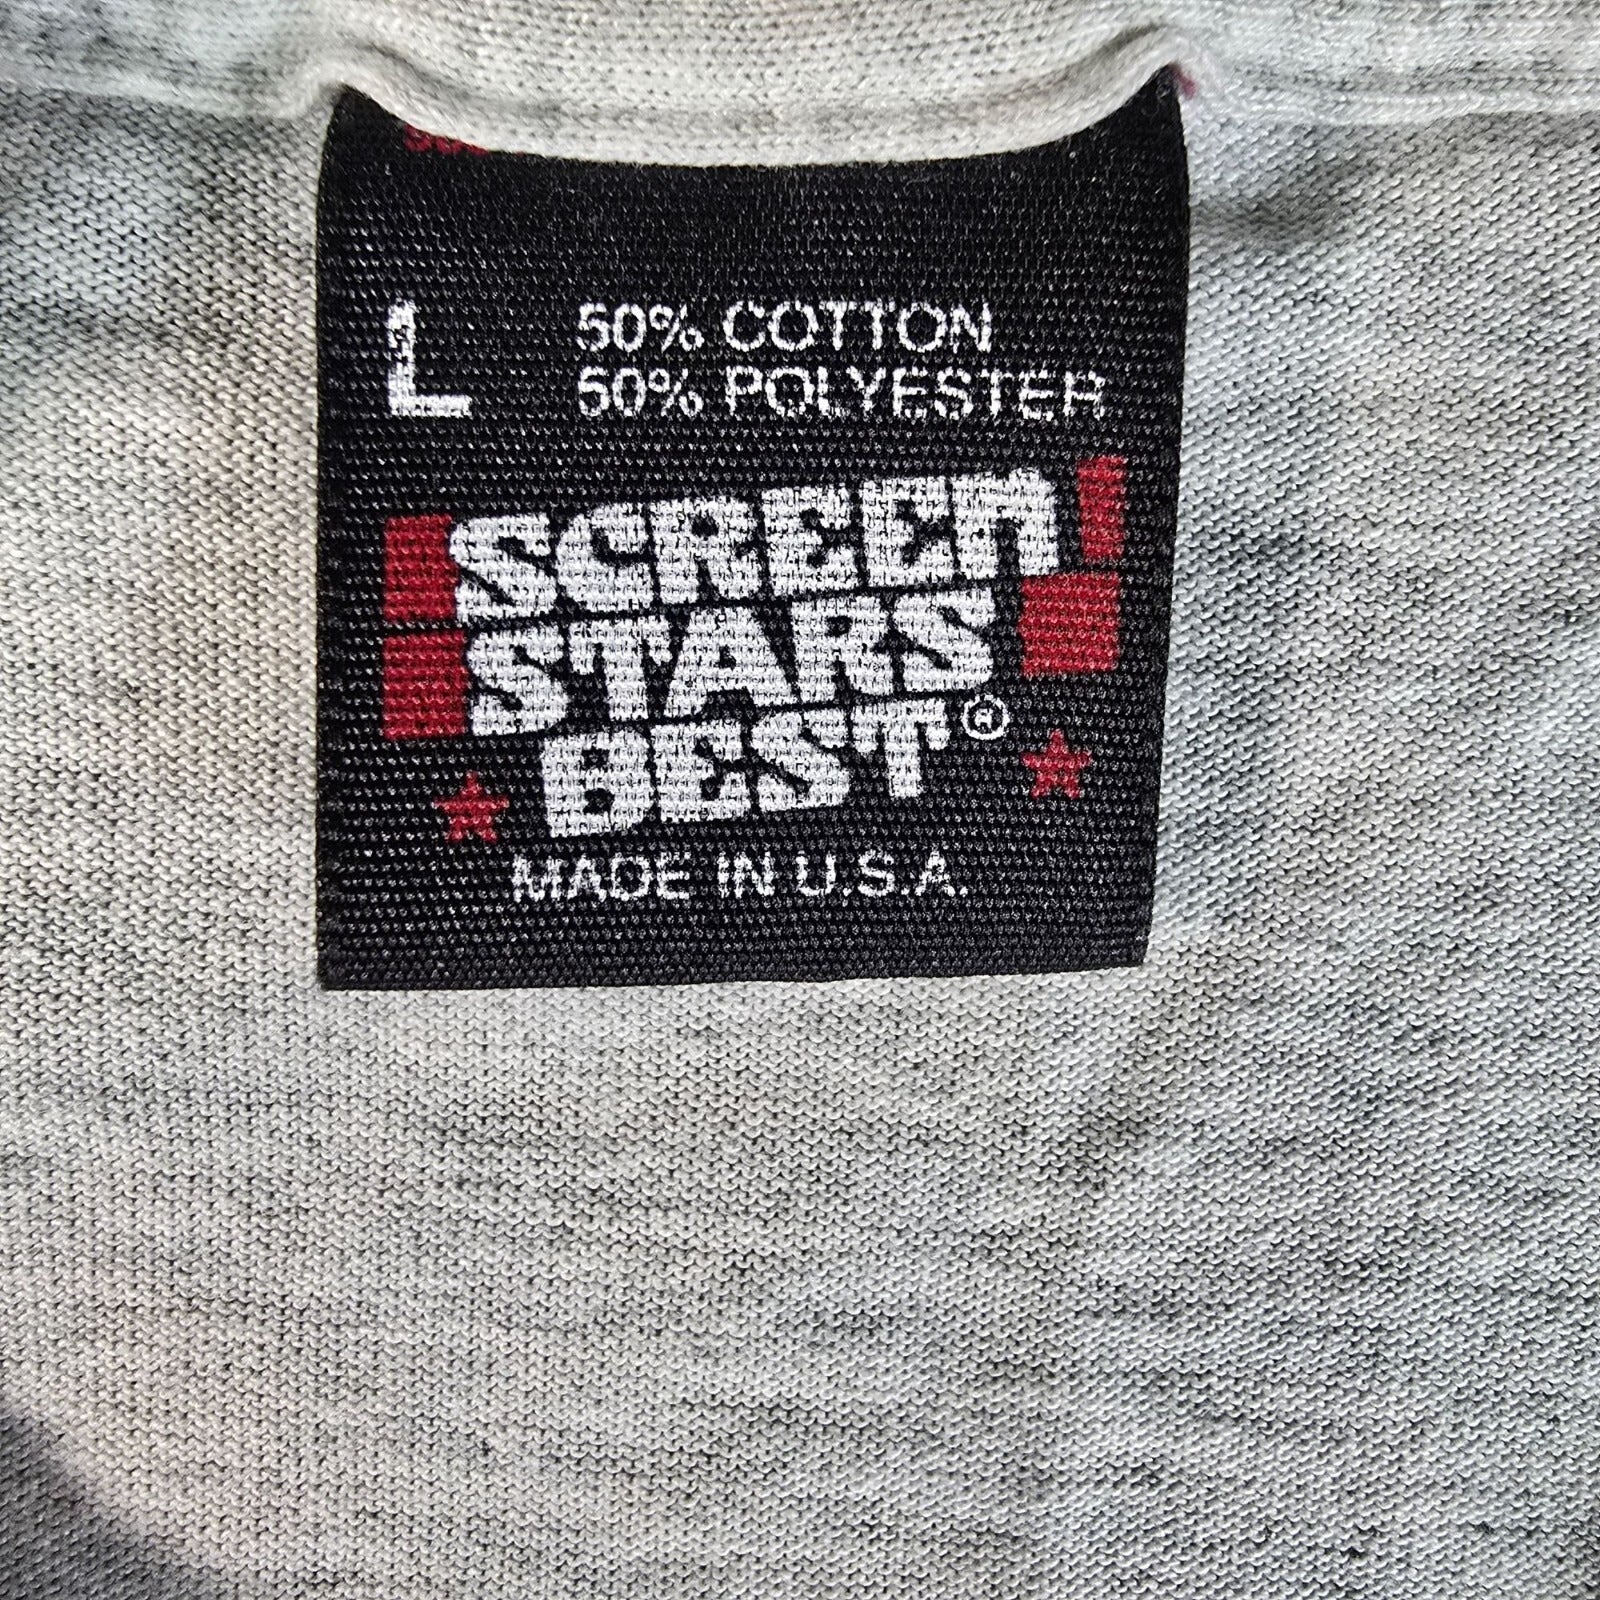 L
50% COTTON
50% POLYESTER
SCREEN
STARS
BEST®
MADE IN U.S.A.